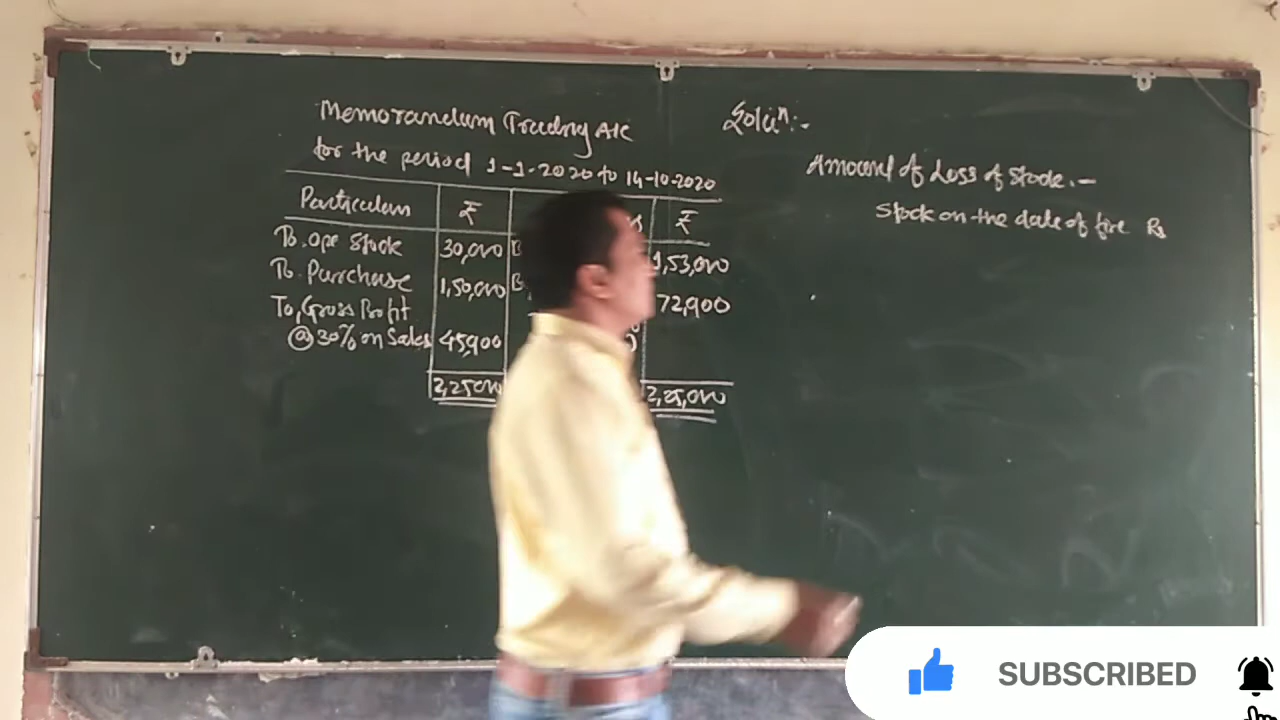 Memorandum Trading A/c
for the period 1-1-2020 to 14-10-2020
Particulars ₹ ₹
To. ope Stock 30,000 1,53,000
To. Purchase 1,50,000 72,900
To, Gross Profit
@ 30% on Sales 45,900
2,25,000 2,25,000
Soluⁿ:-
Amount of Loss of Stock:-
Stock on the date of fire Rs
SUBSCRIBED